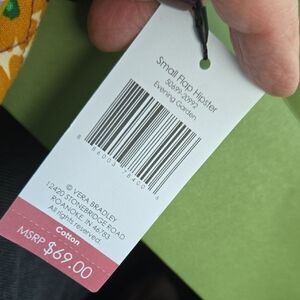 Small Flap Hipster
Evening Garden
© VERA BRADLEY
12420 STONEBRIDGE ROAD
ROANOKE, IN 46783
All rights reserved.
Cotton
MSRP $69.00